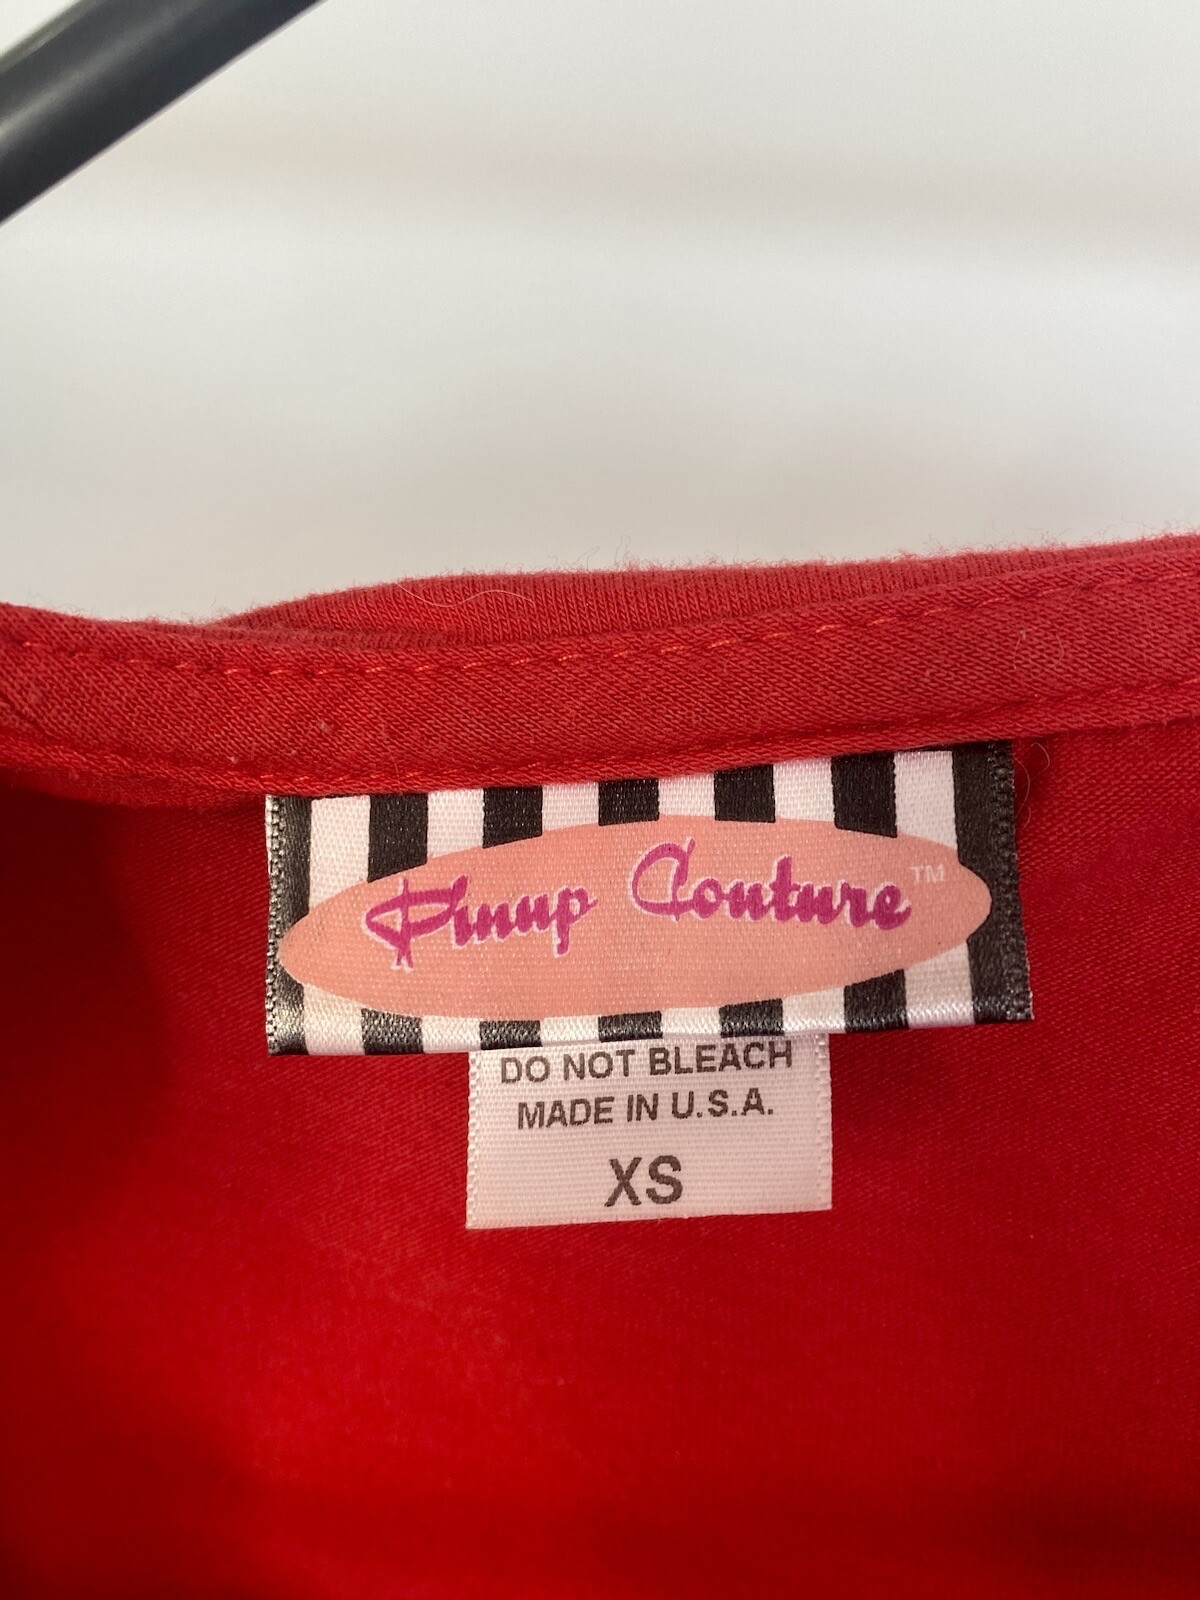 Pinup Couture™
DO NOT BLEACH
MADE IN U.S.A.
XS